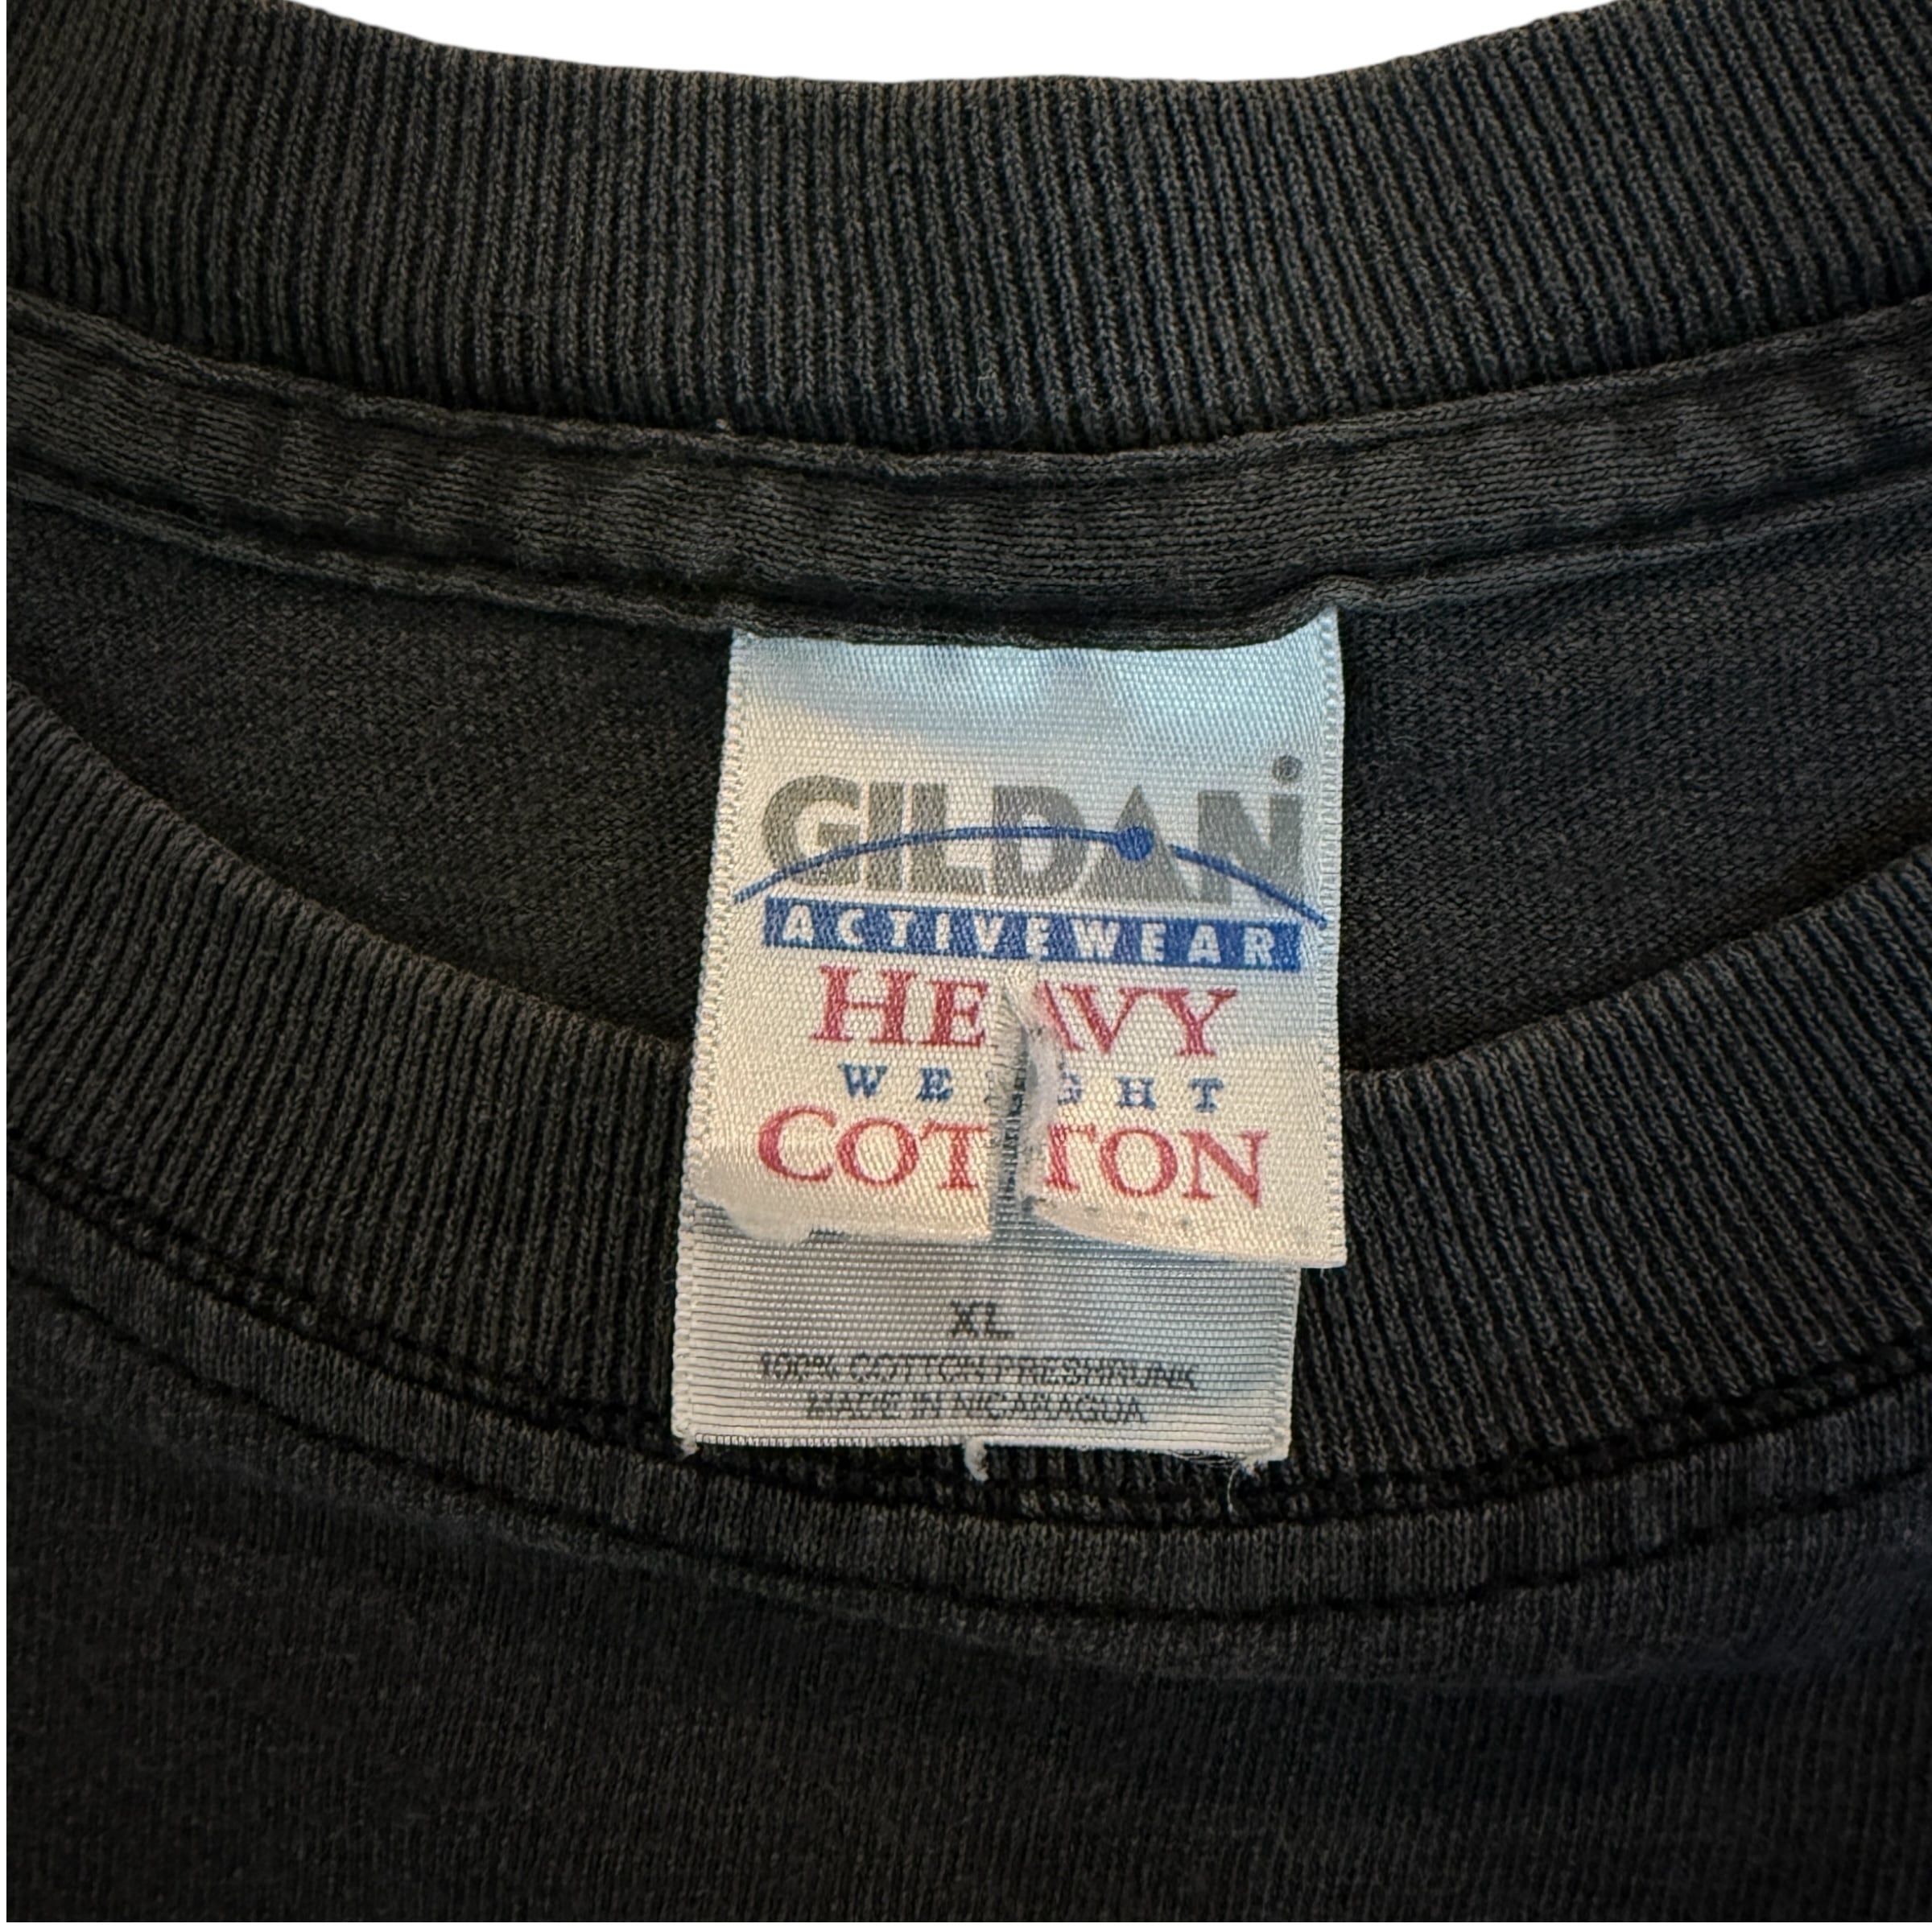 GILDAN
ACTIVEWEAR
HEAVY
WEIGHT
COTTON
XL
100% COTTON PRESHRUNK
MADE IN NICARAGUA